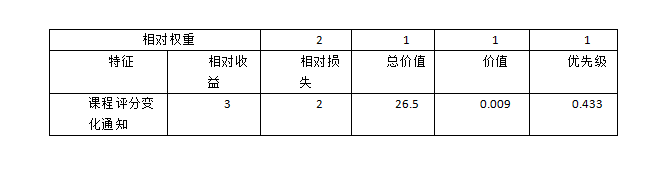 相对权重 2 1 1 1
特征 相对收益 相对损失 总价值 价值 优先级
课程评分变化通知 3 2 26.5 0.009 0.433